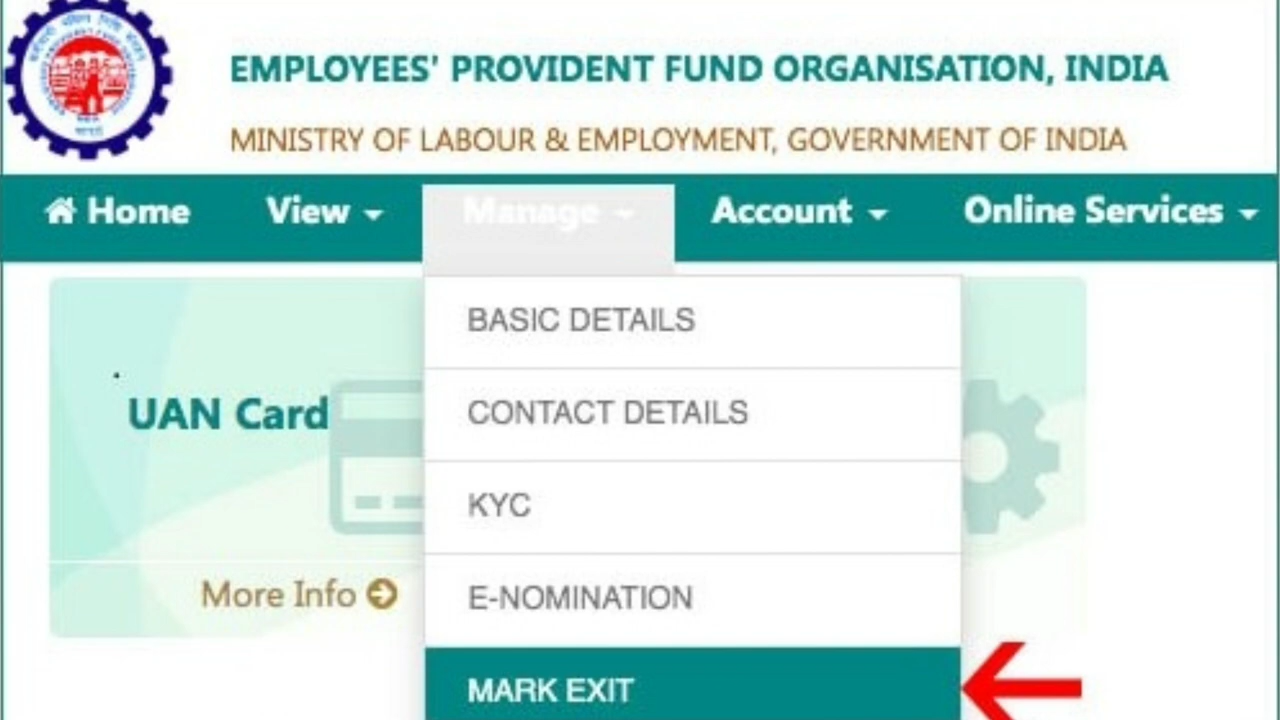 EMPLOYEES' PROVIDENT FUND ORGANISATION, INDIA
MINISTRY OF LABOUR & EMPLOYMENT, GOVERNMENT OF INDIA
Home View Manage Account Online Services
BASIC DETAILS
CONTACT DETAILS
UAN Card
KYC
E-NOMINATION
More Info
MARK EXIT